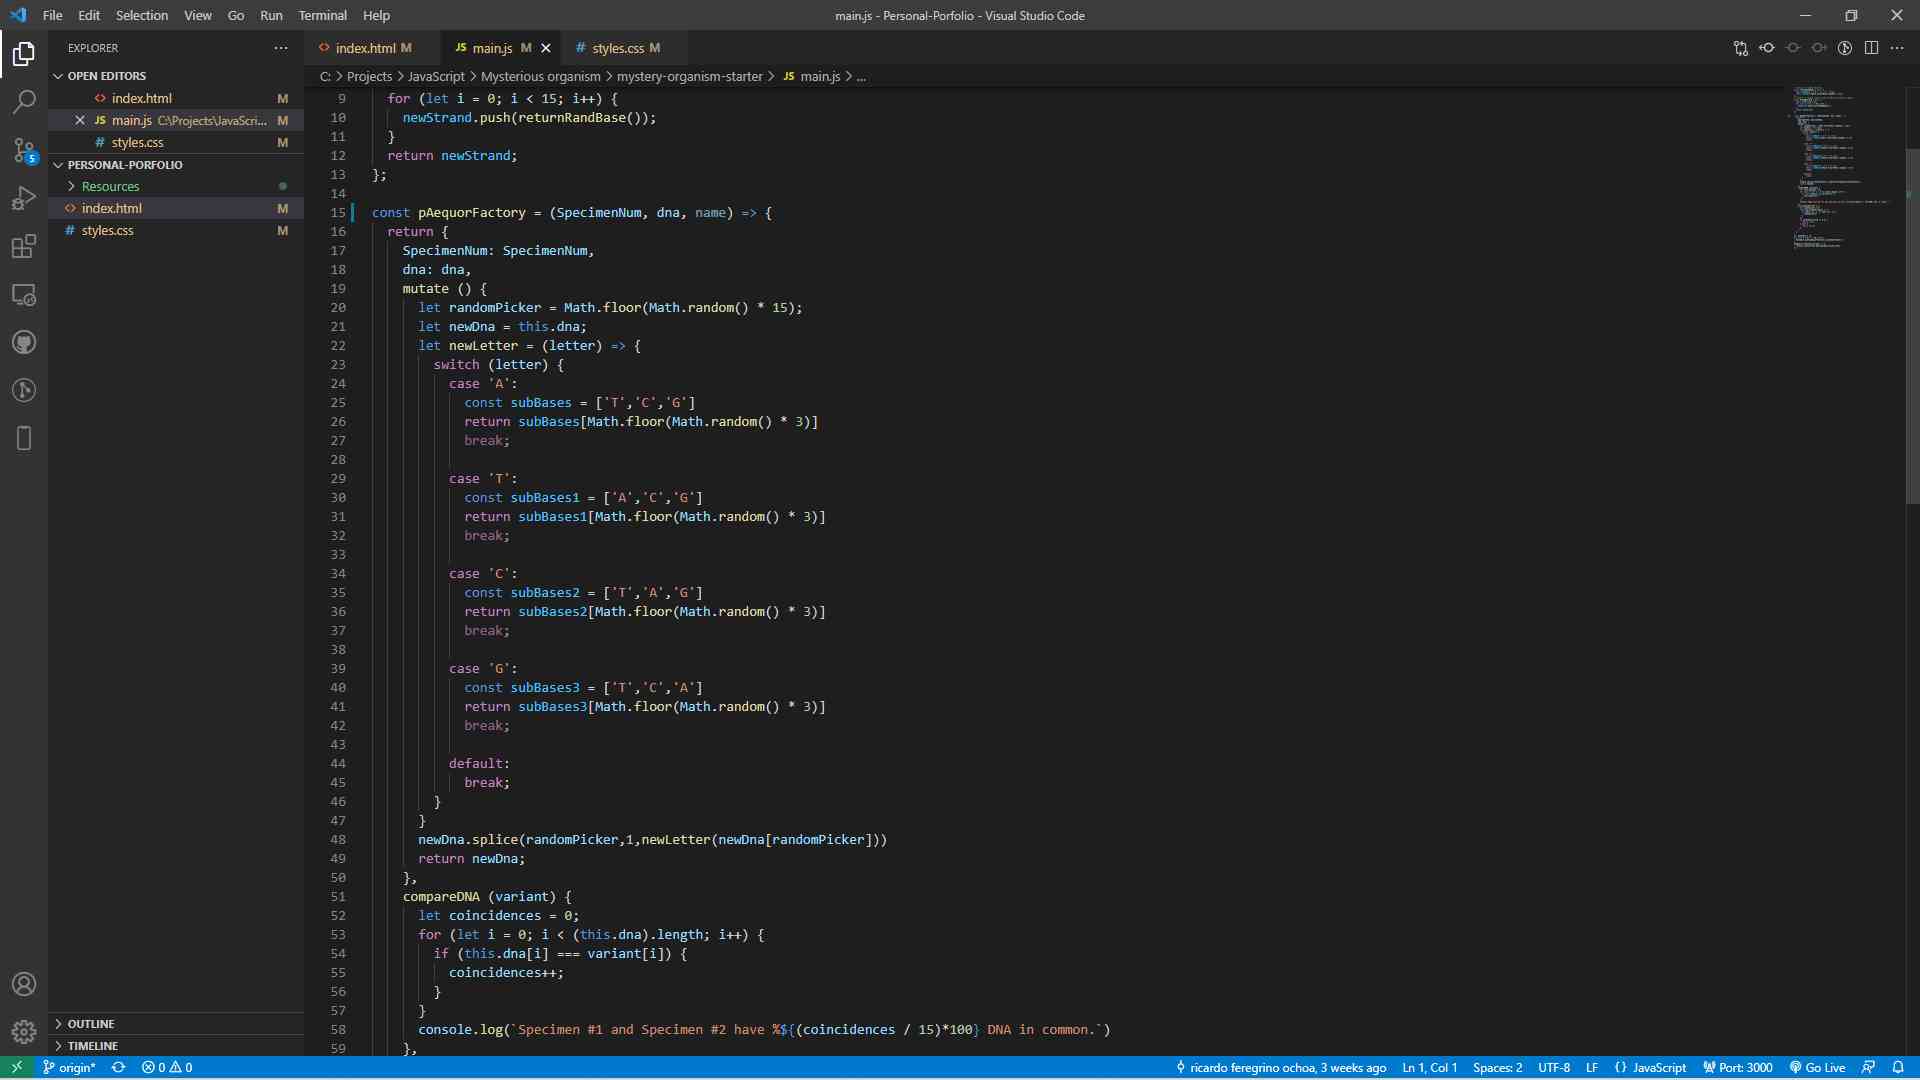 File Edit Selection View Go Run Terminal Help
main.js - Personal-Porfolio - Visual Studio Code
EXPLORER
OPEN EDITORS
index.html M
main.js C:\Projects\JavaScri... M
styles.css M
PERSONAL-PORFOLIO
Resources
index.html M
styles.css M
OUTLINE
TIMELINE
5
index.html M
JS main.js M
# styles.css M
C: > Projects > JavaScript > Mysterious organism > mystery-organism-starter > JS main.js > ...
9 for (let i = 0; i < 15; i++) {
10 newStrand.push(returnRandBase());
11 }
12 return newStrand;
13 };
14
15 const pAequorFactory = (SpecimenNum, dna, name) => {
16 return {
17 SpecimenNum: SpecimenNum,
18 dna: dna,
19 mutate () {
20 let randomPicker = Math.floor(Math.random() * 15);
21 let newDna = this.dna;
22 let newLetter = (letter) => {
23 switch (letter) {
24 case 'A':
25 const subBases = ['T','C','G']
26 return subBases[Math.floor(Math.random() * 3)]
27 break;
28
29 case 'T':
30 const subBases1 = ['A','C','G']
31 return subBases1[Math.floor(Math.random() * 3)]
32 break;
33
34 case 'C':
35 const subBases2 = ['T','A','G']
36 return subBases2[Math.floor(Math.random() * 3)]
37 break;
38
39 case 'G':
40 const subBases3 = ['T','C','A']
41 return subBases3[Math.floor(Math.random() * 3)]
42 break;
43
44 default:
45 break;
46 }
47 }
48 newDna.splice(randomPicker,1,newLetter(newDna[randomPicker]))
49 return newDna;
50 },
51 compareDNA (variant) {
52 let coincidences = 0;
53 for (let i = 0; i < (this.dna).length; i++) {
54 if (this.dna[i] === variant[i]) {
55 coincidences++;
56 }
57 }
58 console.log(`Specimen #1 and Specimen #2 have %${(coincidences / 15)*100} DNA in common.`)
59 },
origin* 0 0
ricardo feregrino ochoa, 3 weeks ago Ln 1, Col 1 Spaces: 2 UTF-8 LF {} JavaScript Port: 3000 Go Live